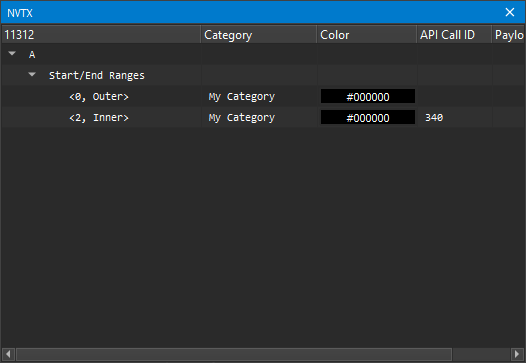 NVTX
11312 Category Color API Call ID Paylo
A
Start/End Ranges
<0, Outer> My Category #000000
<2, Inner> My Category #000000 340